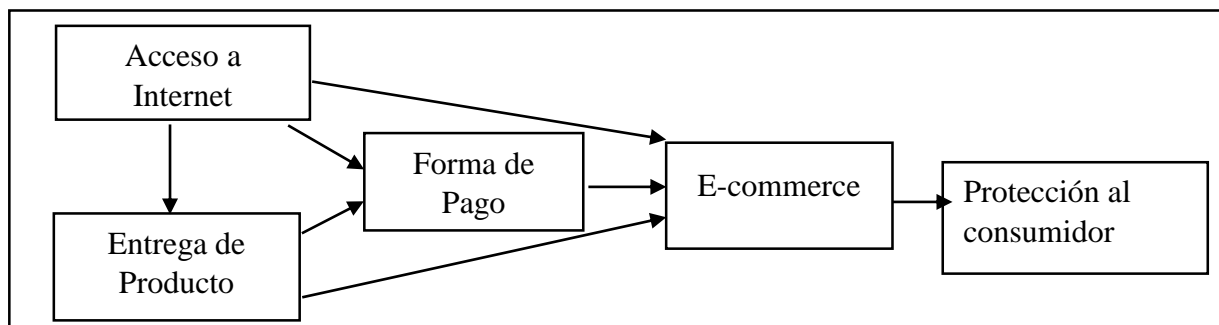 Acceso a
Internet
Forma de
Pago
E-commerce
Protección al
consumidor
Entrega de
Producto